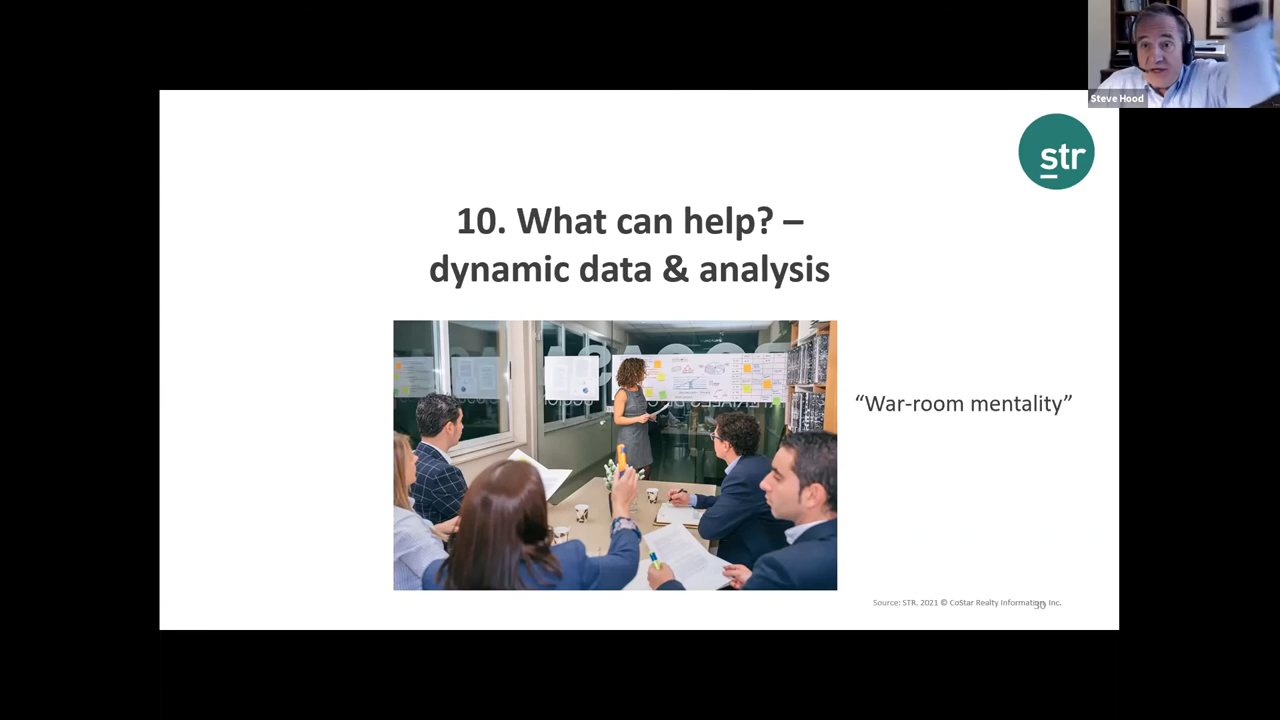 Steve Hood
str
10. What can help? –
dynamic data & analysis
“War-room mentality”
Source: STR. 2021 © CoStar Realty Information, Inc.
30